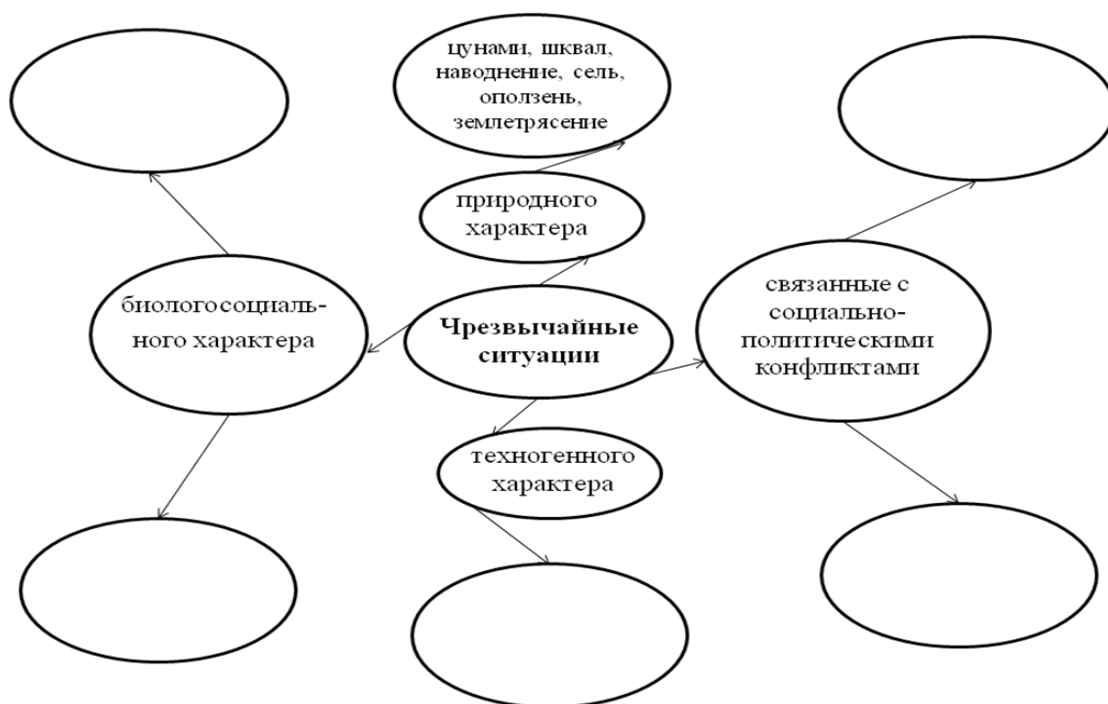 цунами, шквал,
наводнение, сель,
оползень,
землетрясение
природного
характера
биологосоциаль-
ного характера
Чрезвычайные
ситуации
связанные с
социально-
политическими
конфликтами
техногенного
характера